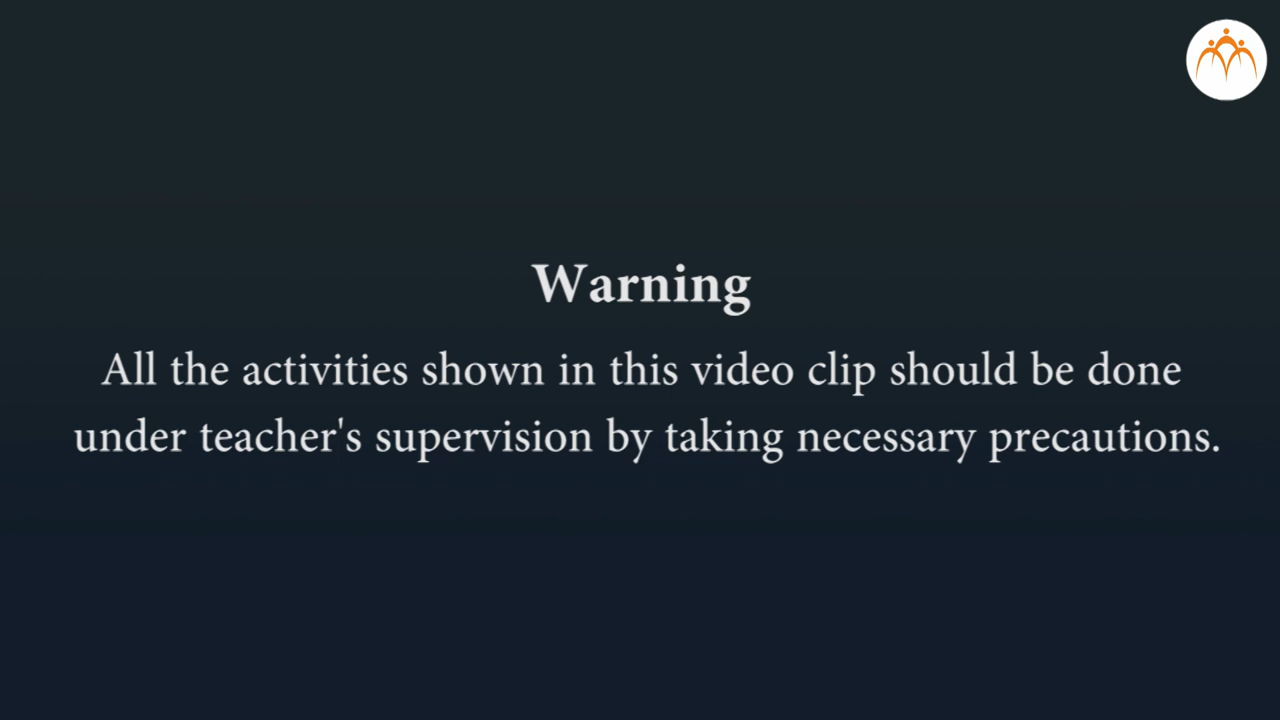 Warning
All the activities shown in this video clip should be done
under teacher's supervision by taking necessary precautions.